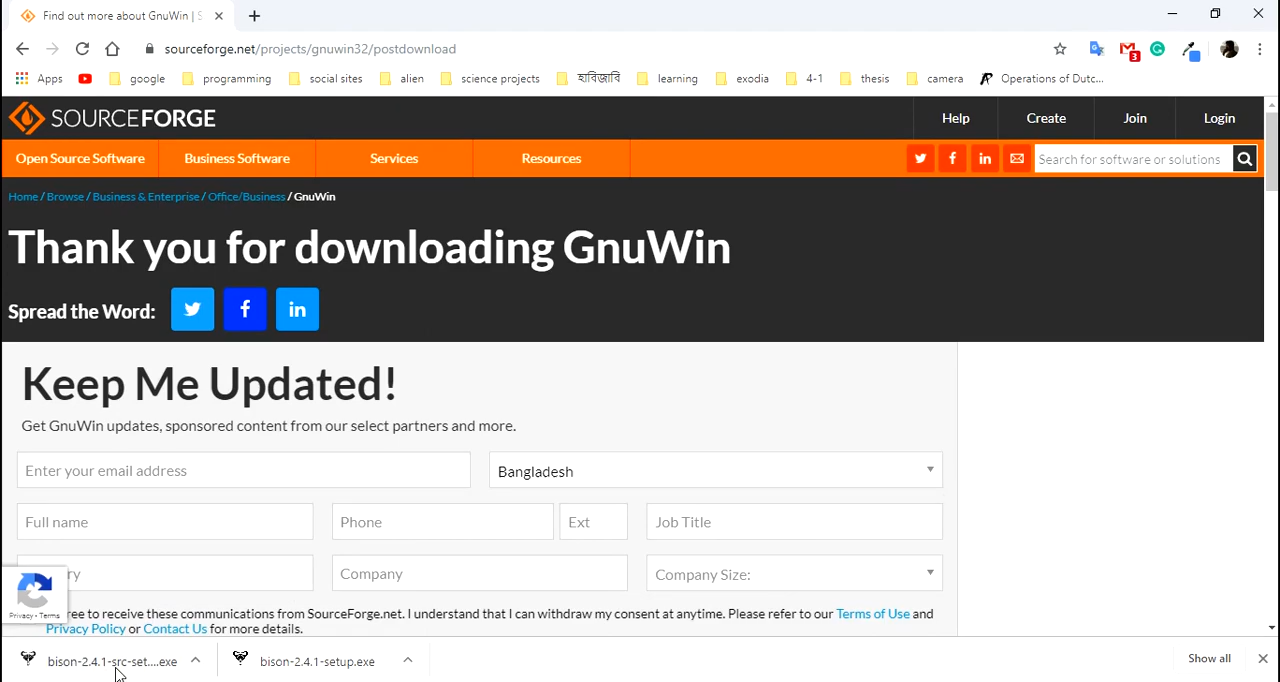 Find out more about GnuWin | S
sourceforge.net/projects/gnuwin32/postdownload
3
Apps google programming social sites alien science projects হাবিজাবি learning exodia 4-1 thesis camera Operations of Dutc...
SOURCEFORGE Help Create Join Login
Open Source Software Business Software Services Resources Search for software or solutions
Home / Browse / Business & Enterprise / Office/Business / GnuWin
Thank you for downloading GnuWin
Spread the Word:
Keep Me Updated!
Get GnuWin updates, sponsored content from our select partners and more.
Enter your email address Bangladesh
Full name Phone Ext Job Title
ry Company Company Size:
Privacy - Terms
ree to receive these communications from SourceForge.net. I understand that I can withdraw my consent at anytime. Please refer to our Terms of Use and
Privacy Policy or Contact Us for more details.
bison-2.4.1-src-set....exe bison-2.4.1-setup.exe Show all